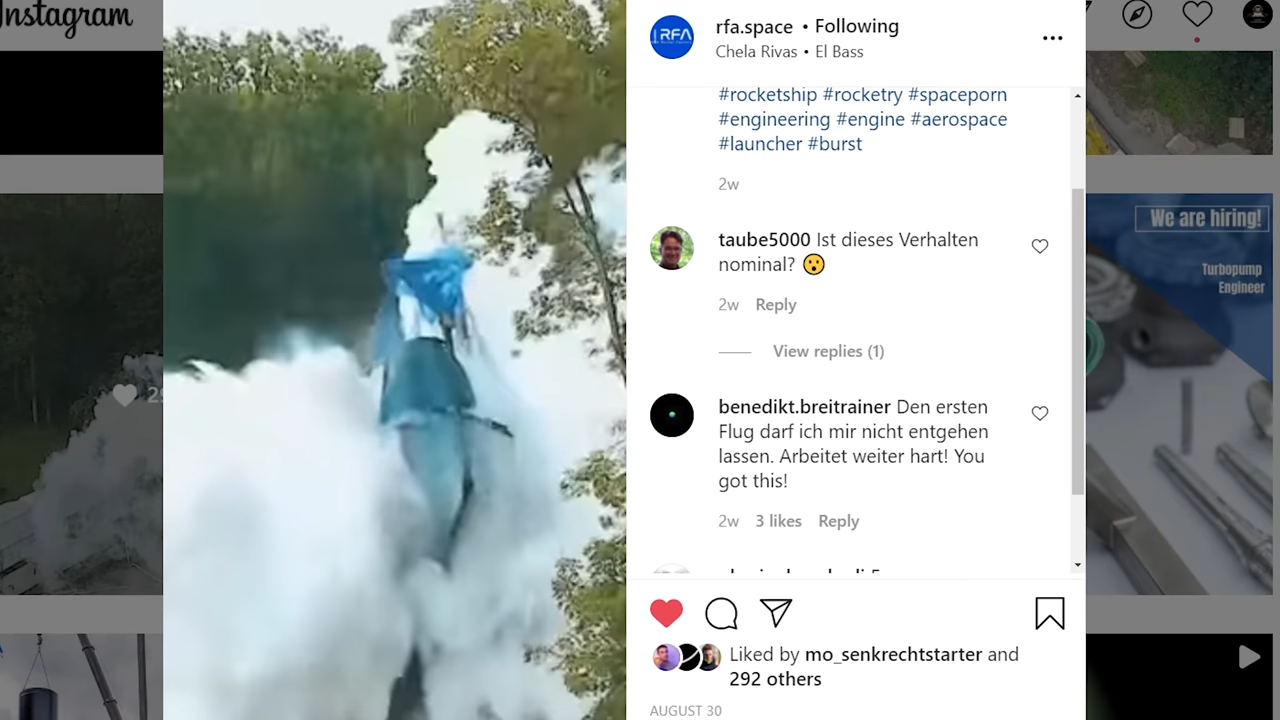 Instagram
RFA
rfa.space • Following
Chela Rivas • El Bass
#rocketship #rocketry #spaceporn
#engineering #engine #aerospace
#launcher #burst
2w
taube5000 Ist dieses Verhalten
nominal? 😮
2w Reply
View replies (1)
benedikt.breitrainer Den ersten
Flug darf ich mir nicht entgehen
lassen. Arbeitet weiter hart! You
got this!
2w 3 likes Reply
Liked by mo_senkrechtstarter and
292 others
AUGUST 30
We are hiring!
Turbopump
Engineer